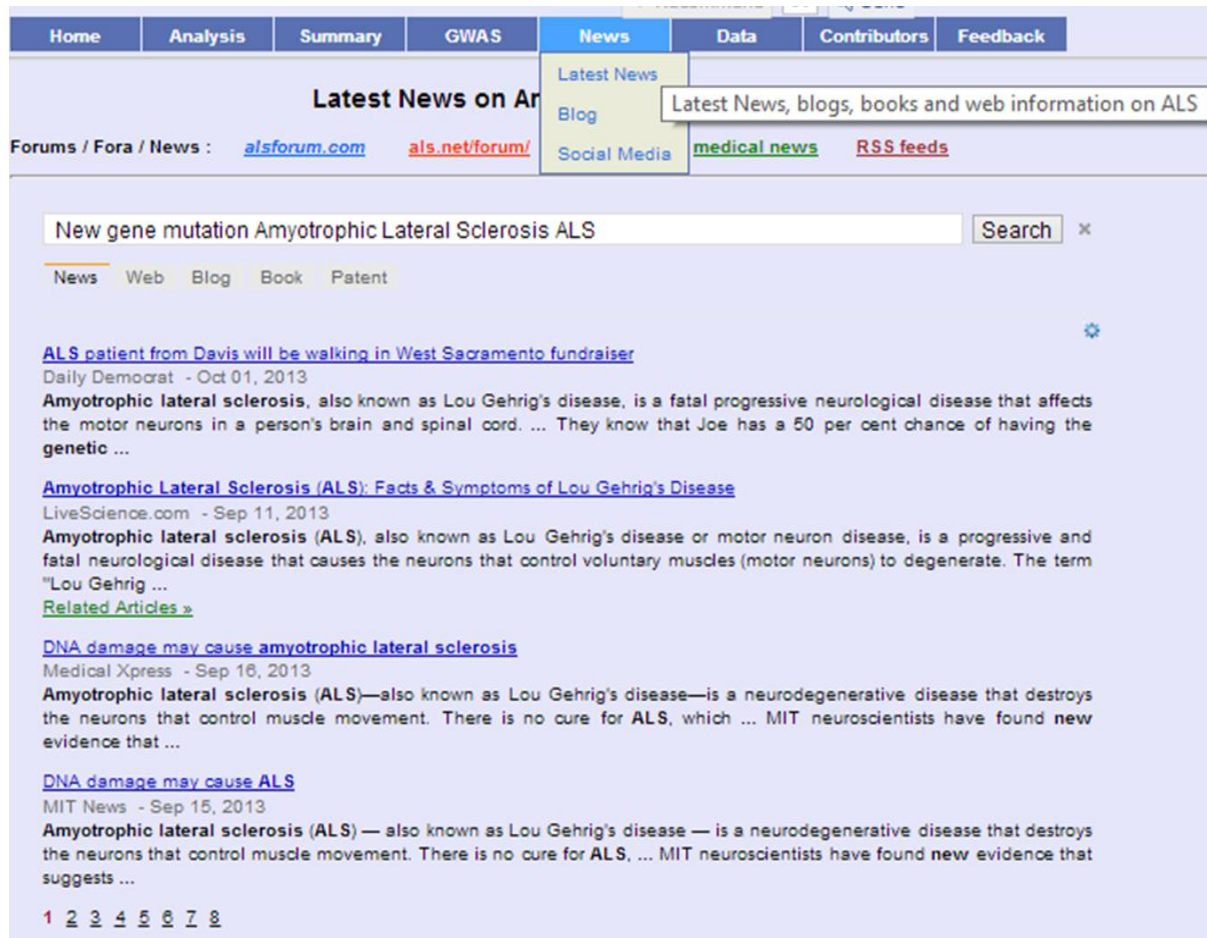 Home Analysis Summary GWAS News Data Contributors Feedback
Latest News
Latest News on
Latest News, blogs, books and web information on ALS
Blog
Forums / Fora / News : alsforum.com als.net/forum/ Social Media medical news RSS feeds
New gene mutation Amyotrophic Lateral Sclerosis ALS Search ×
News Web Blog Book Patent
ALS patient from Davis will be walking in West Sacramento fundraiser
Daily Democrat - Oct 01, 2013
Amyotrophic lateral sclerosis, also known as Lou Gehrig's disease, is a fatal progressive neurological disease that affects
the motor neurons in a person's brain and spinal cord. ... They know that Joe has a 50 per cent chance of having the
genetic ...
Amyotrophic Lateral Sclerosis (ALS): Facts & Symptoms of Lou Gehrig's Disease
LiveScience.com - Sep 11, 2013
Amyotrophic lateral sclerosis (ALS), also known as Lou Gehrig's disease or motor neuron disease, is a progressive and
fatal neurological disease that causes the neurons that control voluntary muscles (motor neurons) to degenerate. The term
"Lou Gehrig ...
Related Articles »
DNA damage may cause amyotrophic lateral sclerosis
Medical Xpress - Sep 16, 2013
Amyotrophic lateral sclerosis (ALS)—also known as Lou Gehrig's disease—is a neurodegenerative disease that destroys
the neurons that control muscle movement. There is no cure for ALS, which ... MIT neuroscientists have found new
evidence that ...
DNA damage may cause ALS
MIT News - Sep 15, 2013
Amyotrophic lateral sclerosis (ALS) — also known as Lou Gehrig's disease — is a neurodegenerative disease that destroys
the neurons that control muscle movement. There is no cure for ALS, ... MIT neuroscientists have found new evidence that
suggests ...
1 2 3 4 5 6 7 8